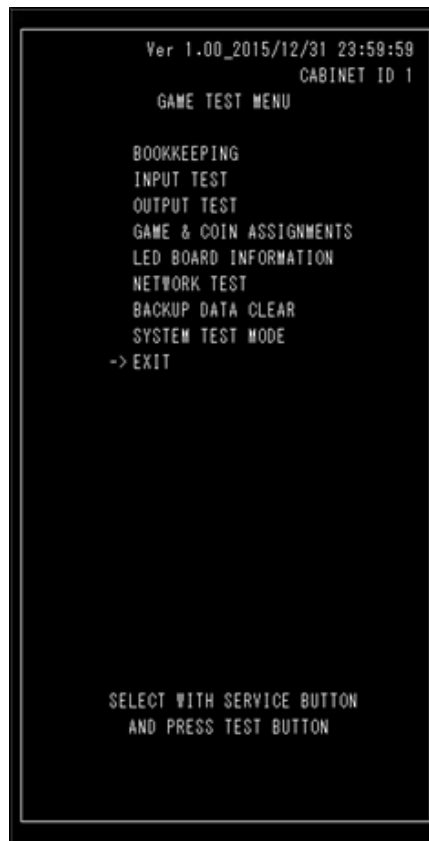 Ver 1.00_2015/12/31 23:59:59
CABINET ID 1
GAME TEST MENU
BOOKKEEPING
INPUT TEST
OUTPUT TEST
GAME & COIN ASSIGNMENTS
LED BOARD INFORMATION
NETWORK TEST
BACKUP DATA CLEAR
SYSTEM TEST MODE
-> EXIT
SELECT WITH SERVICE BUTTON
AND PRESS TEST BUTTON